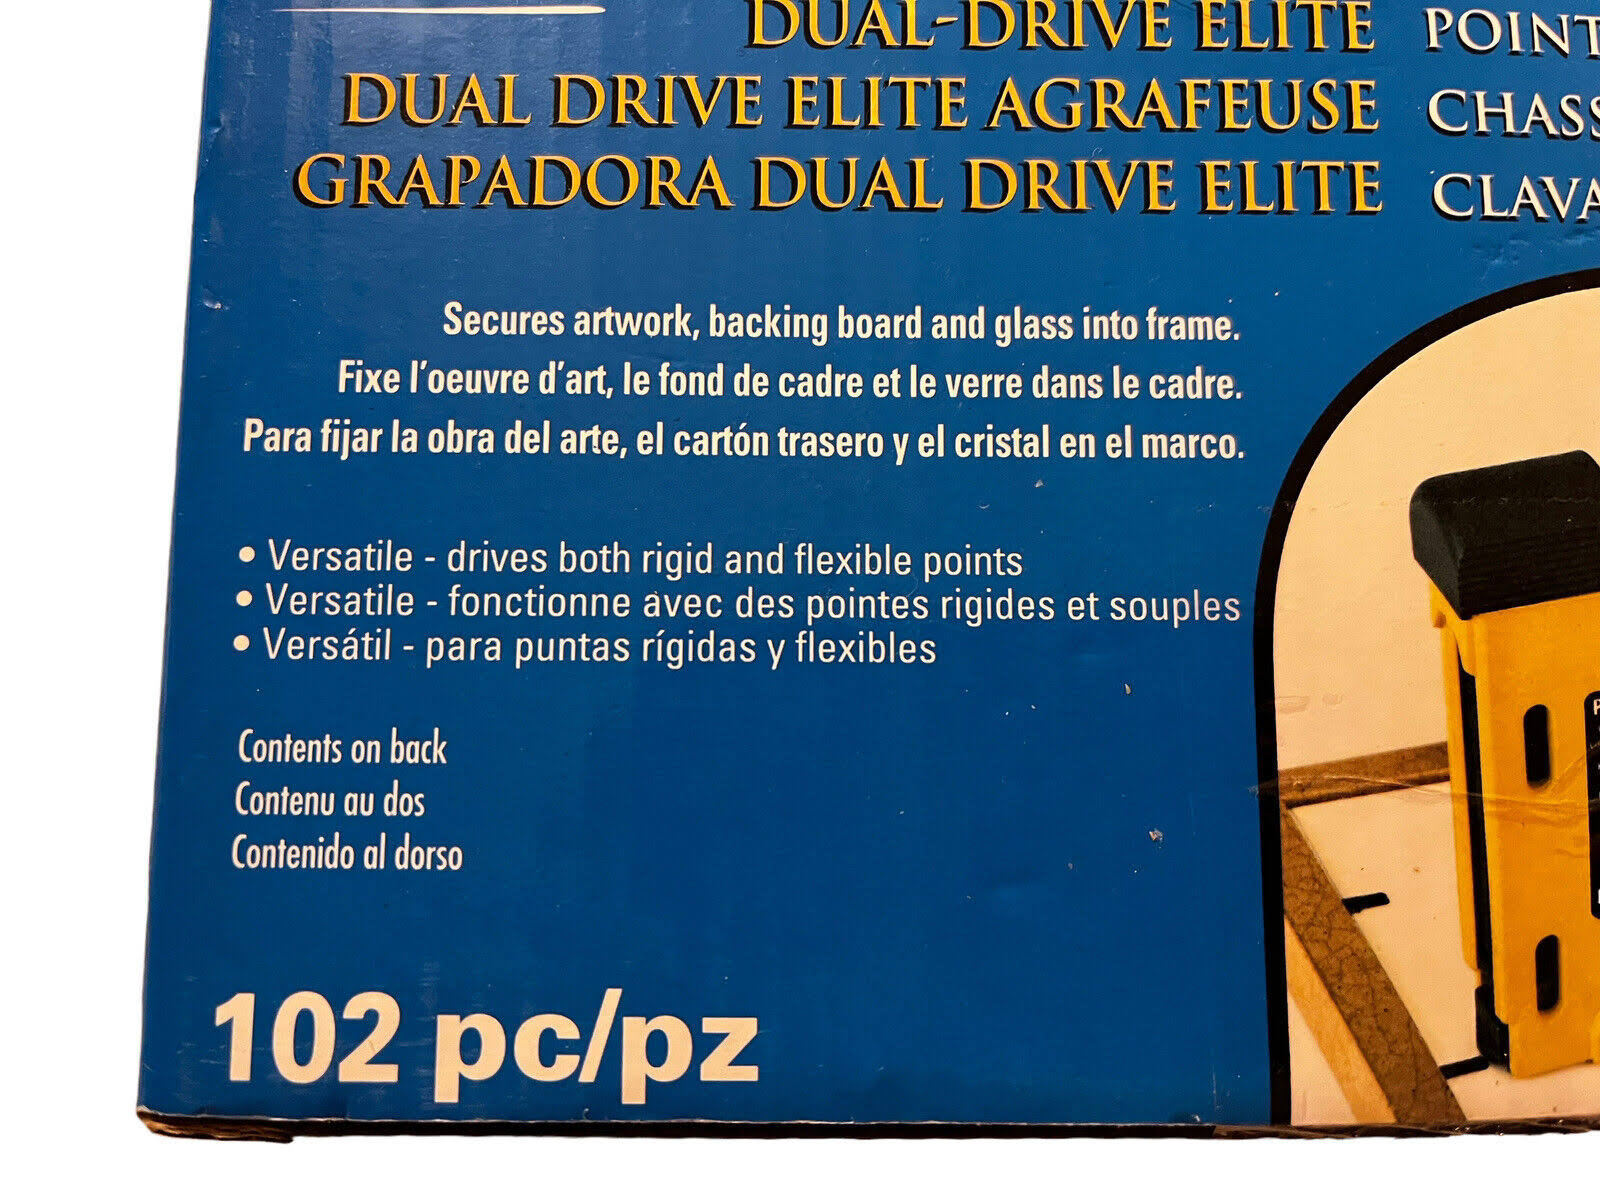 DUAL-DRIVE ELITE
DUAL DRIVE ELITE AGRAFEUSE
GRAPADORA DUAL DRIVE ELITE
POINT
CHASS
CLAVA
Secures artwork, backing board and glass into frame.
Fixe l'oeuvre d'art, le fond de cadre et le verre dans le cadre.
Para fijar la obra del arte, el cartón trasero y el cristal en el marco.
• Versatile - drives both rigid and flexible points
• Versatile - fonctionne avec des pointes rigides et souples
• Versátil - para puntas rígidas y flexibles
Contents on back
Contenu au dos
Contenido al dorso
102 pc/pz